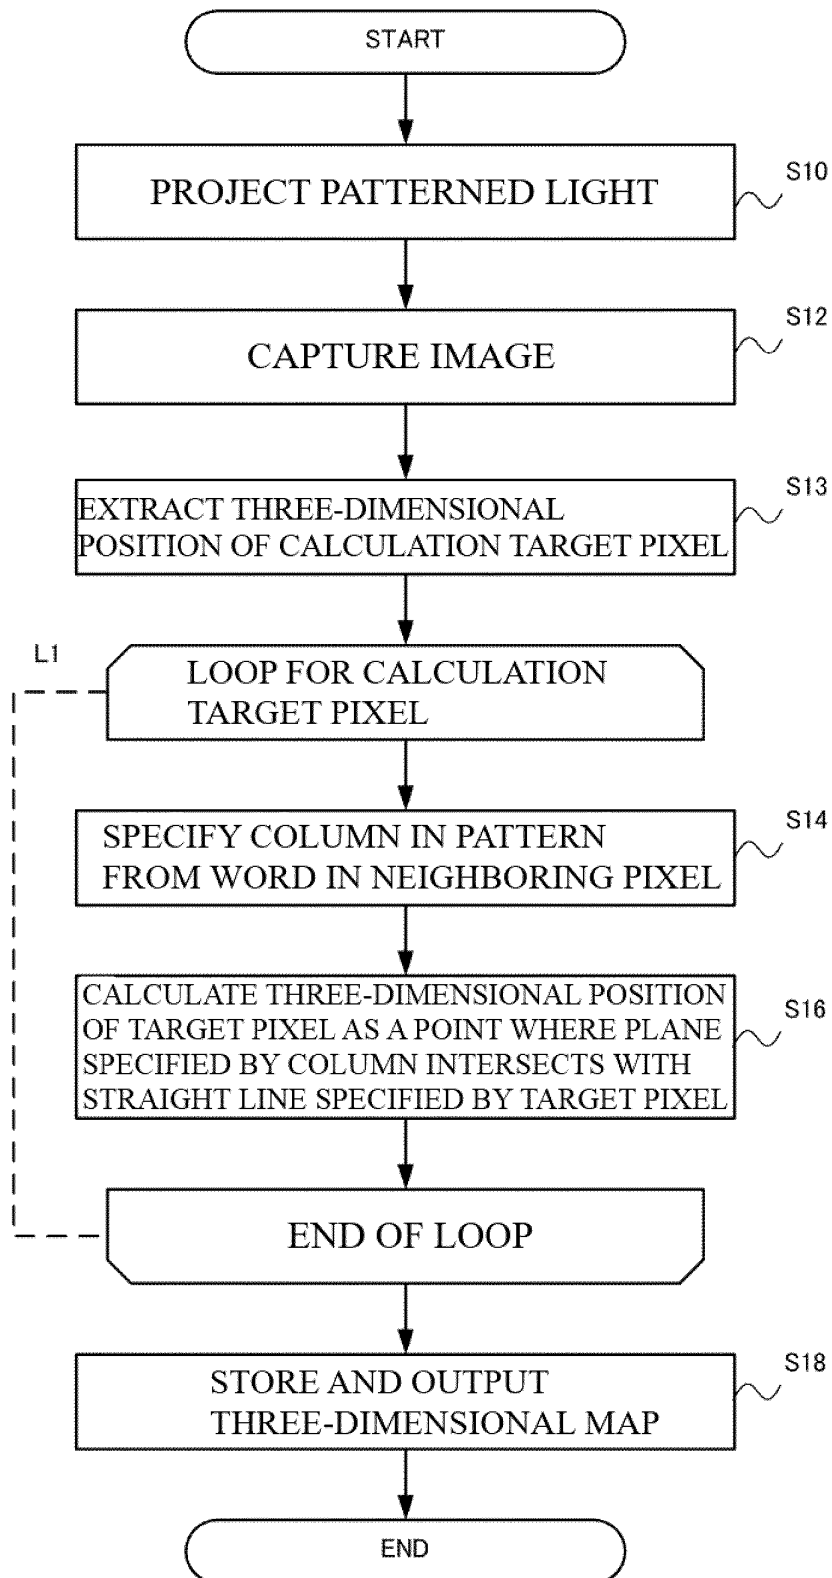 START
PROJECT PATTERNED LIGHT
S10
CAPTURE IMAGE
S12
EXTRACT THREE-DIMENSIONAL
POSITION OF CALCULATION TARGET PIXEL
S13
L1
LOOP FOR CALCULATION
TARGET PIXEL
SPECIFY COLUMN IN PATTERN
FROM WORD IN NEIGHBORING PIXEL
S14
CALCULATE THREE-DIMENSIONAL POSITION
OF TARGET PIXEL AS A POINT WHERE PLANE
SPECIFIED BY COLUMN INTERSECTS WITH
STRAIGHT LINE SPECIFIED BY TARGET PIXEL
S16
END OF LOOP
STORE AND OUTPUT
THREE-DIMENSIONAL MAP
S18
END